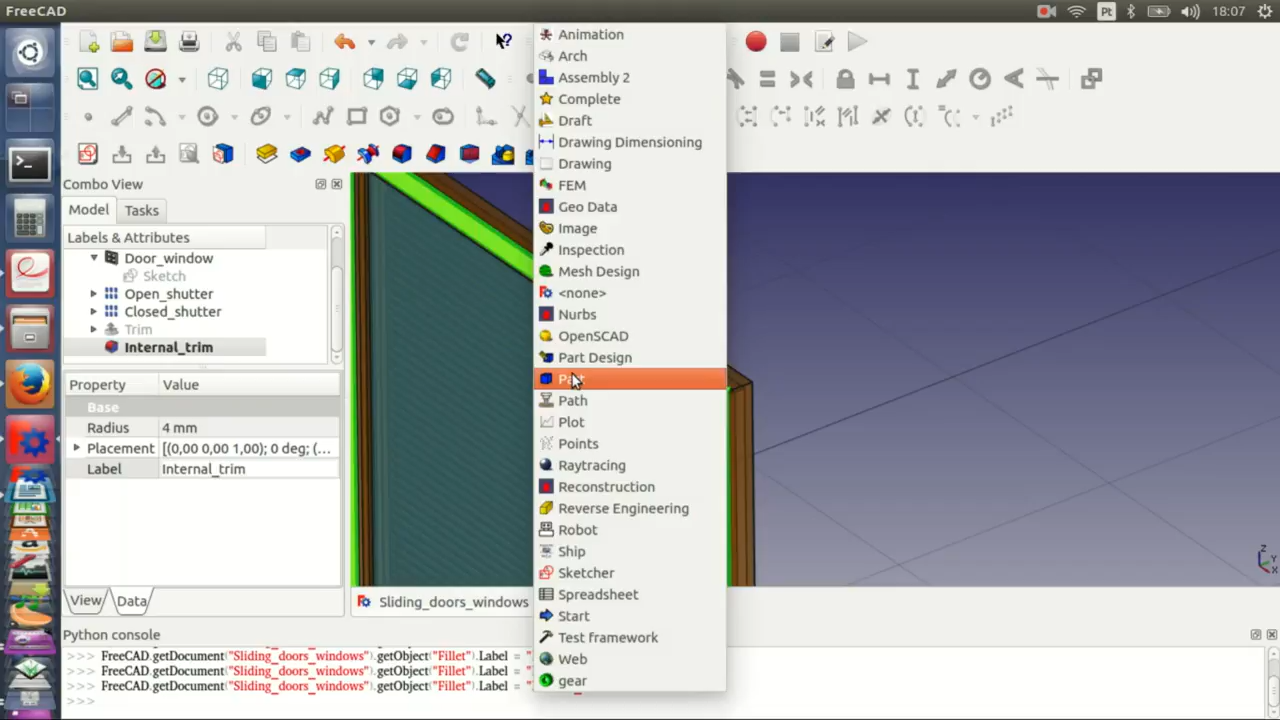 FreeCAD
Pt
18:07
Combo View
Model
Tasks
Labels & Attributes
Door_window
Sketch
Open_shutter
Closed_shutter
Trim
Internal_trim
Property
Value
Base
Radius
4 mm
Placement
[(0,00 0,00 1,00); 0 deg; (...
Label
Internal_trim
View
Data
Animation
Arch
Assembly 2
Complete
Draft
Drawing Dimensioning
Drawing
FEM
Geo Data
Image
Inspection
Mesh Design
<none>
Nurbs
OpenSCAD
Part Design
Part
Path
Plot
Points
Raytracing
Reconstruction
Reverse Engineering
Robot
Ship
Sketcher
Spreadsheet
Start
Test framework
Web
gear
Z
Y
X
Sliding_doors_windows
Python console
>>> FreeCAD.getDocument("Sliding_doors_windows").getObject("Fillet").Label = "
>>> FreeCAD.getDocument("Sliding_doors_windows").getObject("Fillet").Label = "
>>> FreeCAD.getDocument("Sliding_doors_windows").getObject("Fillet").Label = "
>>>